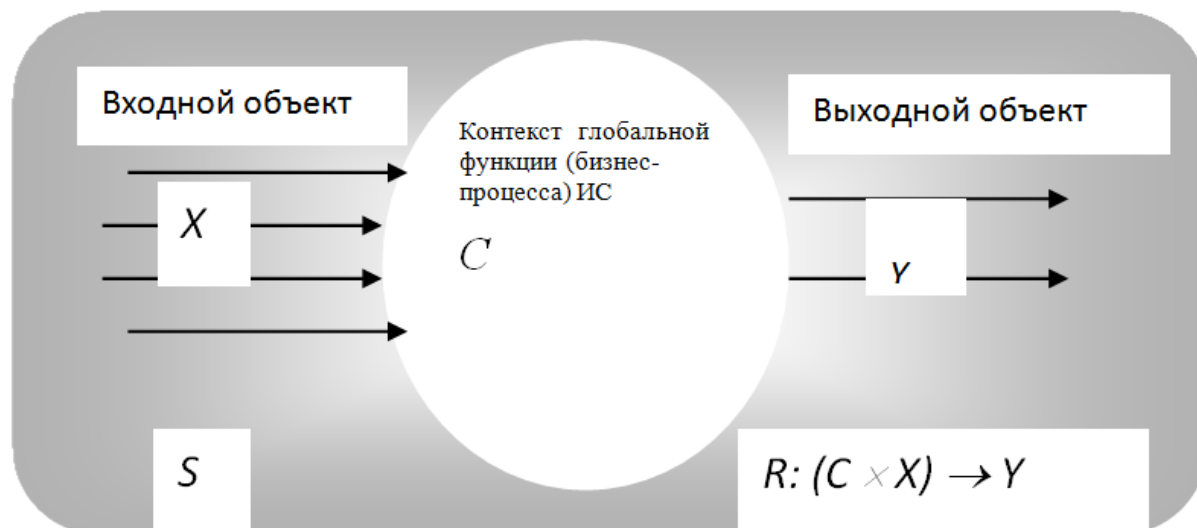 Входной объект
Контекст глобальной
функции (бизнес-
процесса) ИС
C
Выходной объект
X
Y
S
R: (C × X) → Y